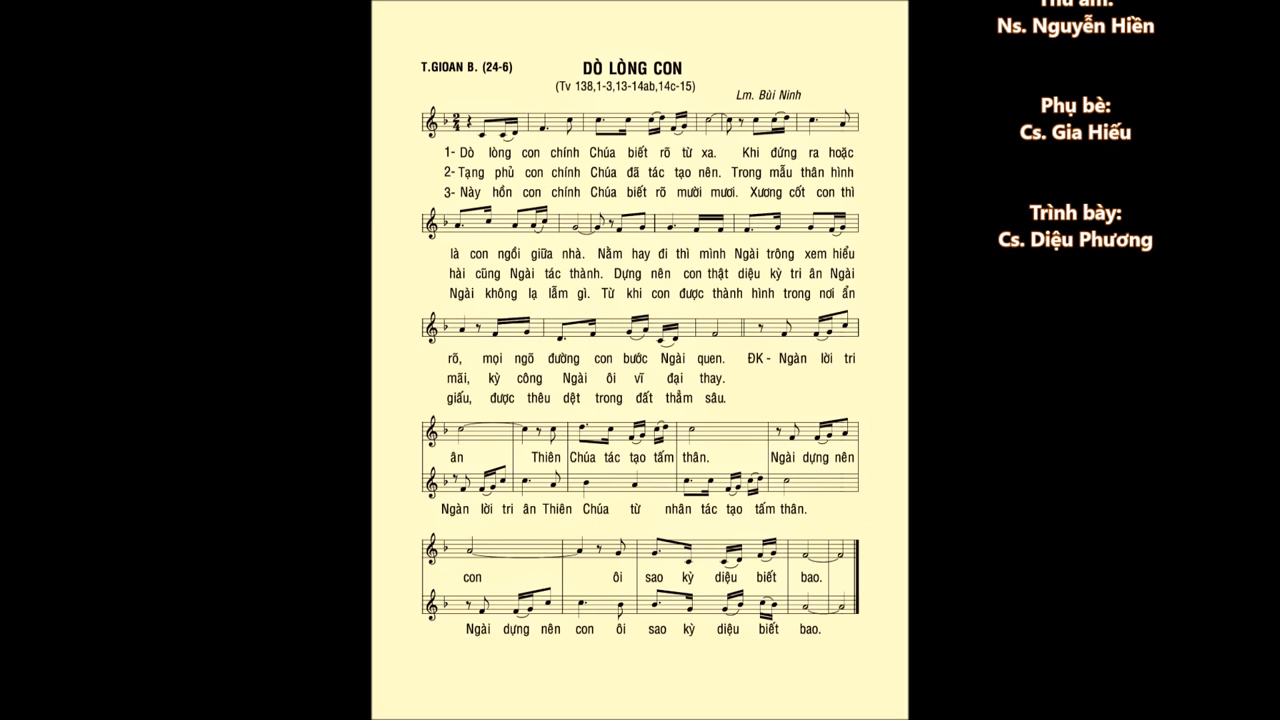 T.GIOAN B. (24-6)
DÒ LÒNG CON
(Tv 138,1-3,13-14ab,14c-15)
Lm. Bùi Ninh
1- Dò lòng con chính Chúa biết rõ từ xa. Khi đứng ra hoặc
2- Tạng phủ con chính Chúa đã tác tạo nên. Trong mẫu thân hình
3- Này hồn con chính Chúa biết rõ mười mươi. Xương cốt con thì
là con ngồi giữa nhà. Nằm hay đi thì mình Ngài trông xem hiểu
hài cũng Ngài tác thành. Dựng nên con thật diệu kỳ tri ân Ngài
Ngài không lạ lẫm gì. Từ khi con được thành hình trong nơi ẩn
rõ, mọi ngõ đường con bước Ngài quen. ĐK - Ngàn lời tri
mãi, kỳ công Ngài ôi vĩ đại thay.
giấu, được thêu dệt trong đất thẳm sâu.
ân Thiên Chúa tác tạo tấm thân. Ngài dựng nên
Ngàn lời tri ân Thiên Chúa từ nhân tác tạo tấm thân.
con ôi sao kỳ diệu biết bao.
Ngài dựng nên con ôi sao kỳ diệu biết bao.
Thu âm:
Ns. Nguyễn Hiền
Phụ bè:
Cs. Gia Hiếu
Trình bày:
Cs. Diệu Phương